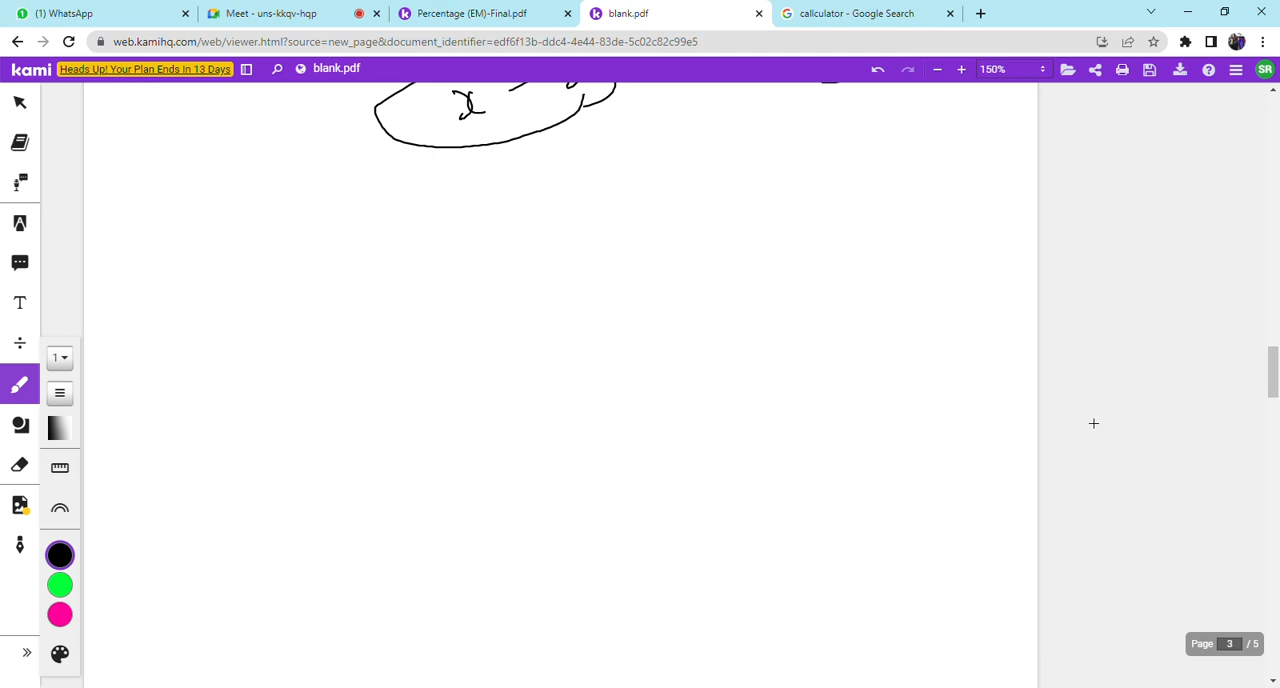 (1) WhatsApp
Meet - uns-kkqv-hqp
Percentage (EM)-Final.pdf
blank.pdf
callculator - Google Search
web.kamihq.com/web/viewer.html?source=new_page&document_identifier=edf6f13b-ddc4-4e44-83de-5c02c82c99e5
kami Heads Up! Your Plan Ends In 13 Days blank.pdf 150% SR
x
T
1
Page 3 / 5